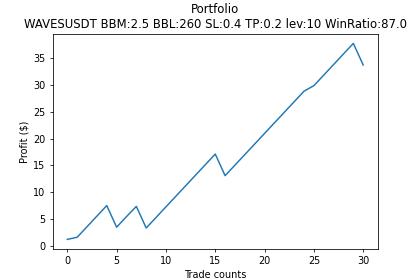 Portfolio
WAVESUSDT BBM:2.5 BBL:260 SL:0.4 TP:0.2 lev:10 WinRatio:87.0
35
30
25
20
15
10
5
0
Profit ($)
0 5 10 15 20 25 30
Trade counts